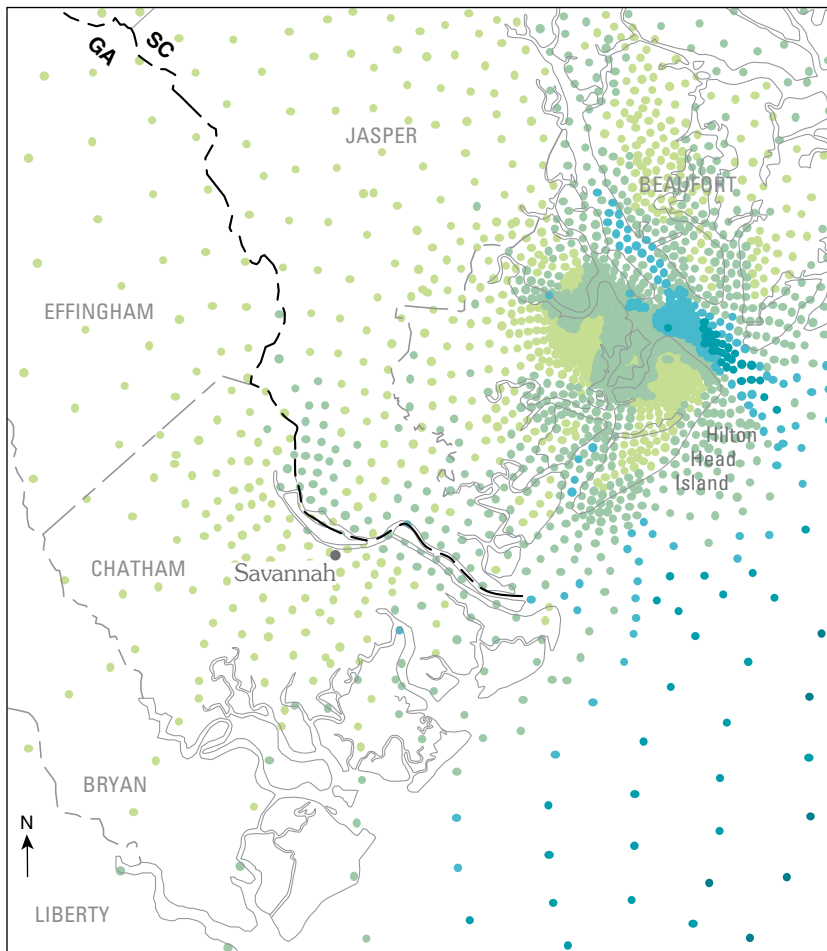 SC
GA
JASPER
BEAUFORT
EFFINGHAM
Hilton
Head
Island
CHATHAM
Savannah
BRYAN
N
LIBERTY